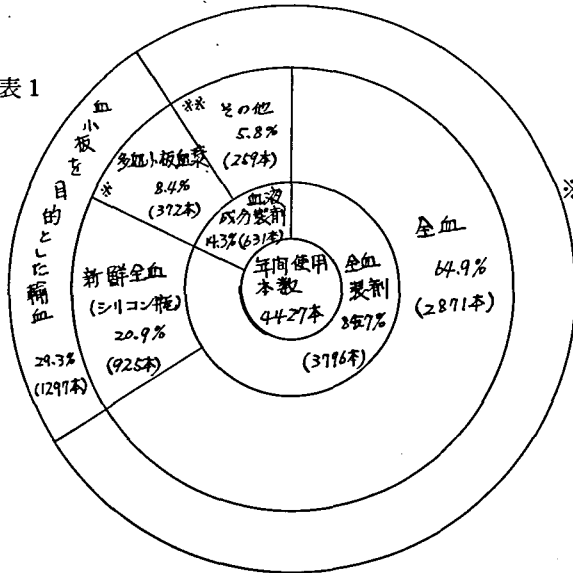 表1
血小板を目的とした輸血
29.3%
(1297本)
※※
その他
5.8%
(259本)
※
多血小板血漿
8.4%
(372本)
新鮮全血
(シリコン瓶)
20.9%
(925本)
血液
成分製剤
14.3%(631本)
年間使用
本数
4427本
全血
製剤
85.7%
(3796本)
全血
64.9%
(2871本)
※